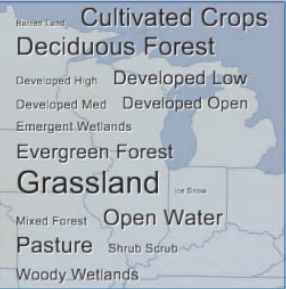 Barren Land Cultivated Crops
Deciduous Forest
Developed High Developed Low
Developed Med Developed Open
Emergent Wetlands
Evergreen Forest
Grassland Ice Snow
Mixed Forest Open Water
Pasture Shrub Scrub
Woody Wetlands